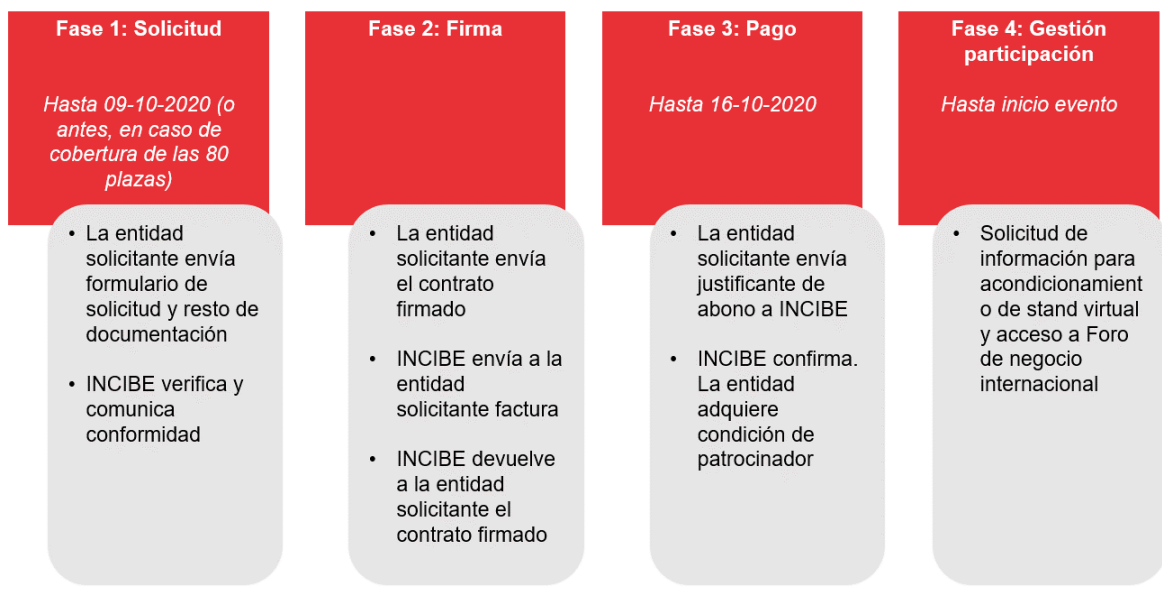 Fase 1: Solicitud
Hasta 09-10-2020 (o
antes, en caso de
cobertura de las 80
plazas)
• La entidad
solicitante envía
formulario de
solicitud y resto de
documentación
• INCIBE verifica y
comunica
conformidad
Fase 2: Firma
• La entidad
solicitante envía
el contrato
firmado
• INCIBE envía a la
entidad
solicitante factura
• INCIBE devuelve
a la entidad
solicitante el
contrato firmado
Fase 3: Pago
Hasta 16-10-2020
• La entidad
solicitante envía
justificante de
abono a INCIBE
• INCIBE confirma.
La entidad
adquiere
condición de
patrocinador
Fase 4: Gestión
participación
Hasta inicio evento
• Solicitud de
información para
acondicionamient
o de stand virtual
y acceso a Foro
de negocio
internacional